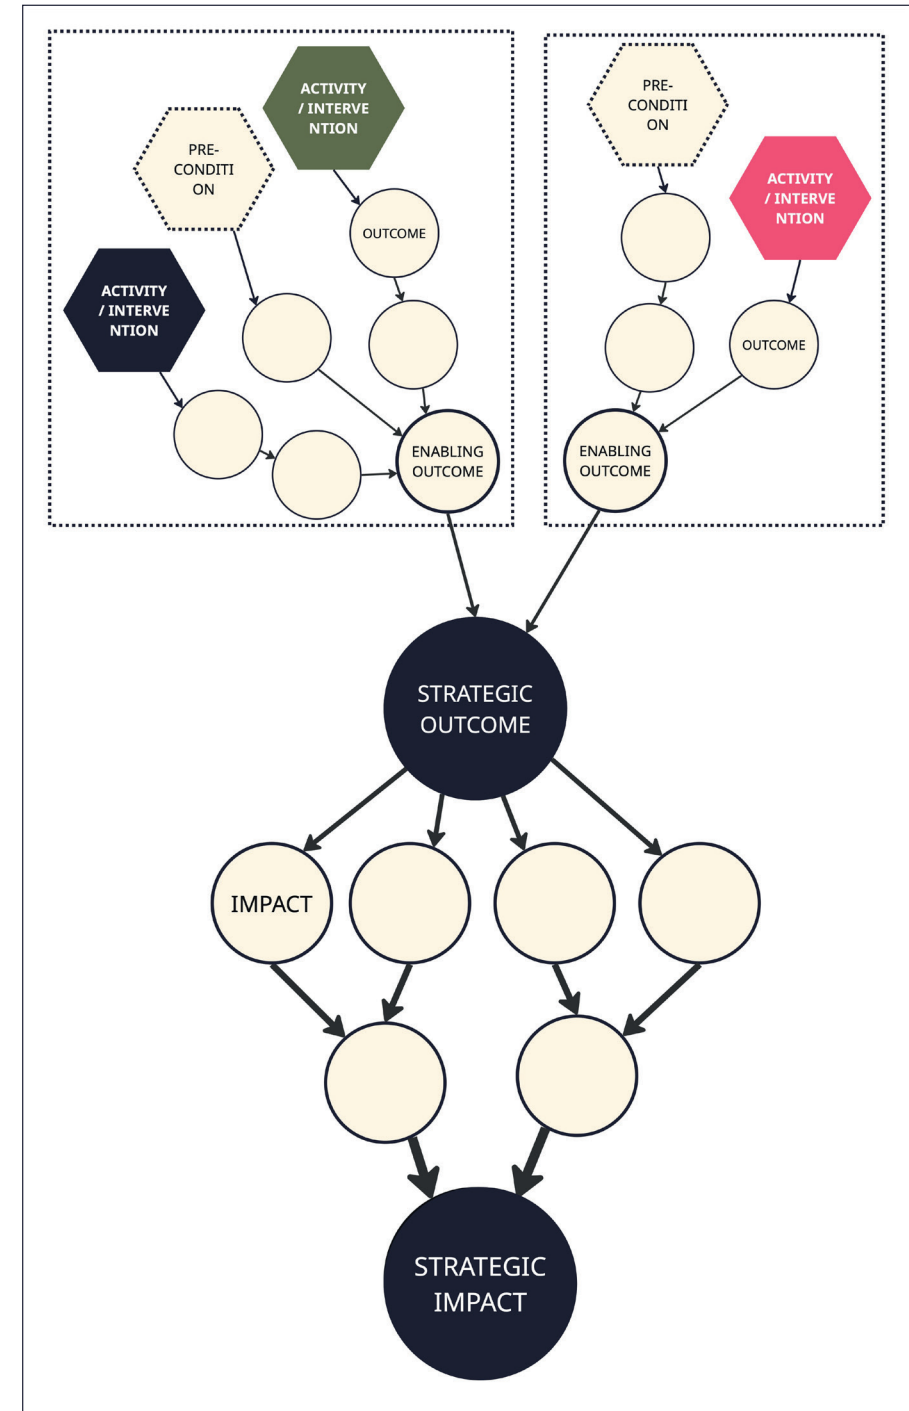 ACTIVITY
/ INTERVE
NTION
PRE-
CONDITI
ON
ACTIVITY
/ INTERVE
NTION
OUTCOME
ENABLING
OUTCOME
PRE-
CONDITI
ON
ACTIVITY
/ INTERVE
NTION
OUTCOME
ENABLING
OUTCOME
STRATEGIC
OUTCOME
IMPACT
STRATEGIC
IMPACT